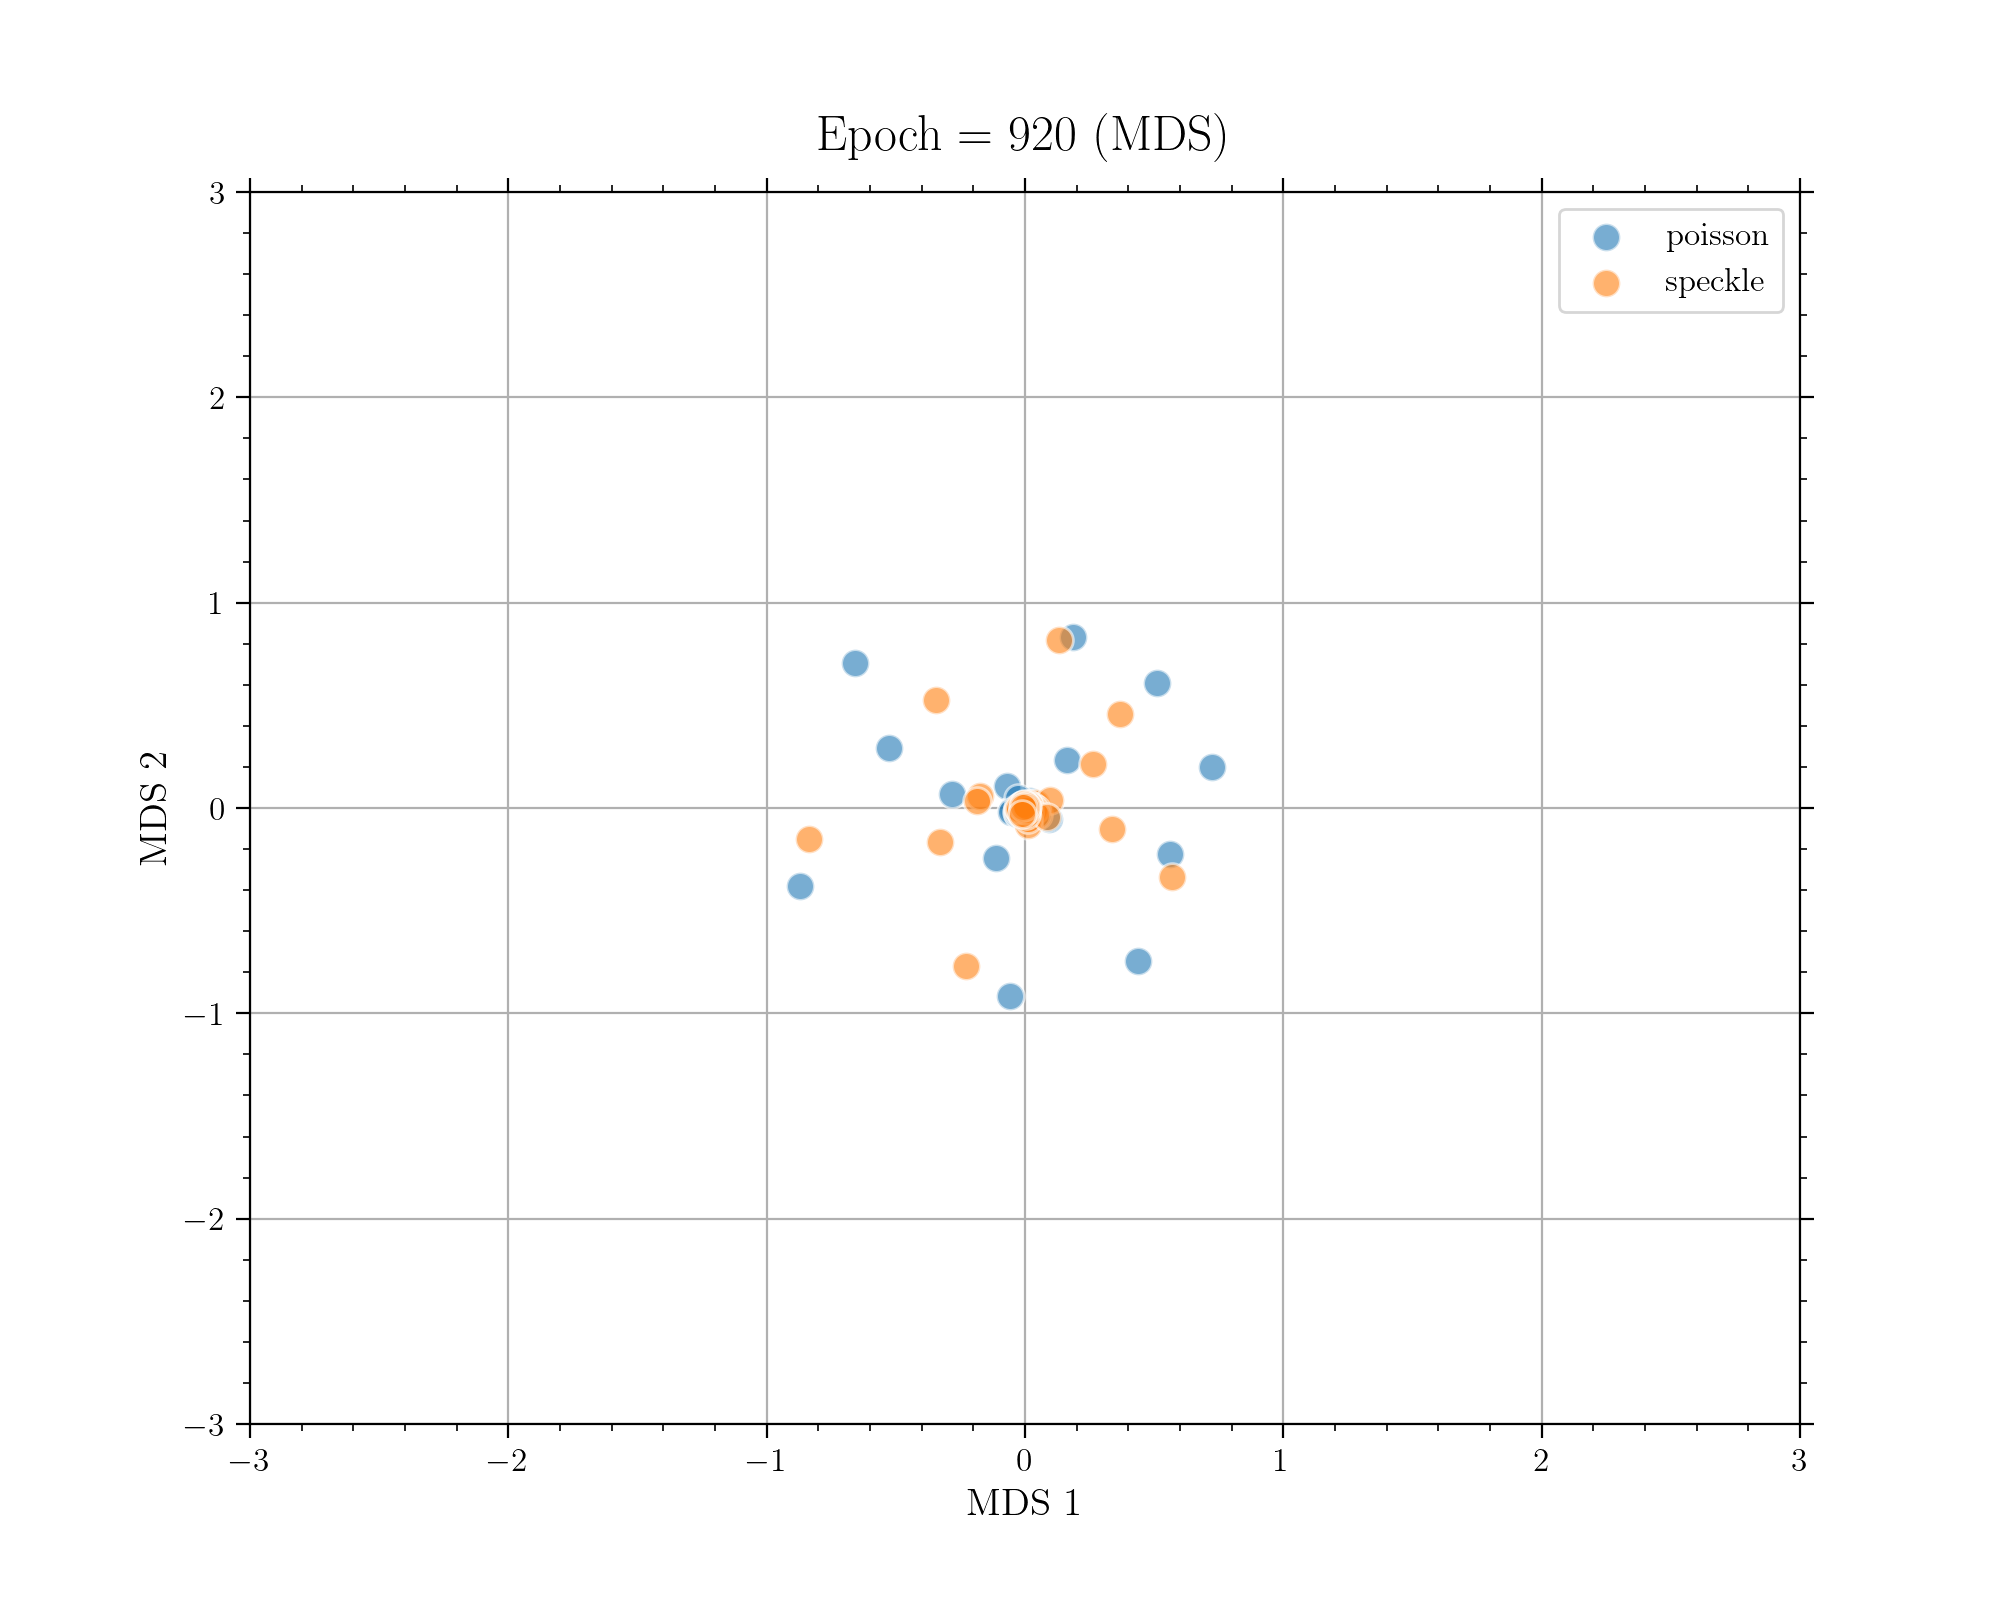 Epoch = 920 (MDS)
3
2
1
0
−1
−2
−3
MDS 2
poisson
speckle
−3 −2 −1 0 1 2 3
MDS 1